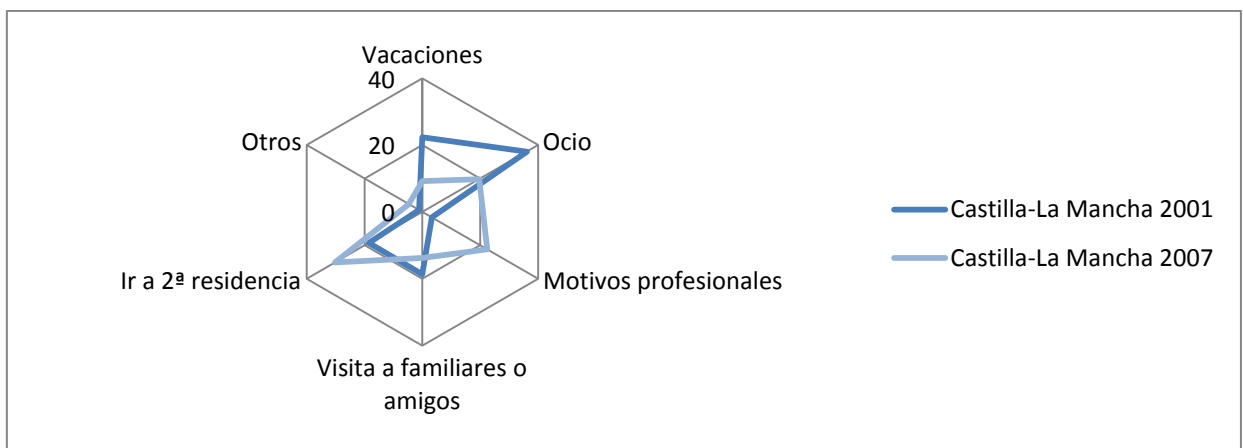 Vacaciones
40
Otros
Ocio
20
0
Castilla-La Mancha 2001
Castilla-La Mancha 2007
Ir a 2ª residencia
Motivos profesionales
Visita a familiares o
amigos